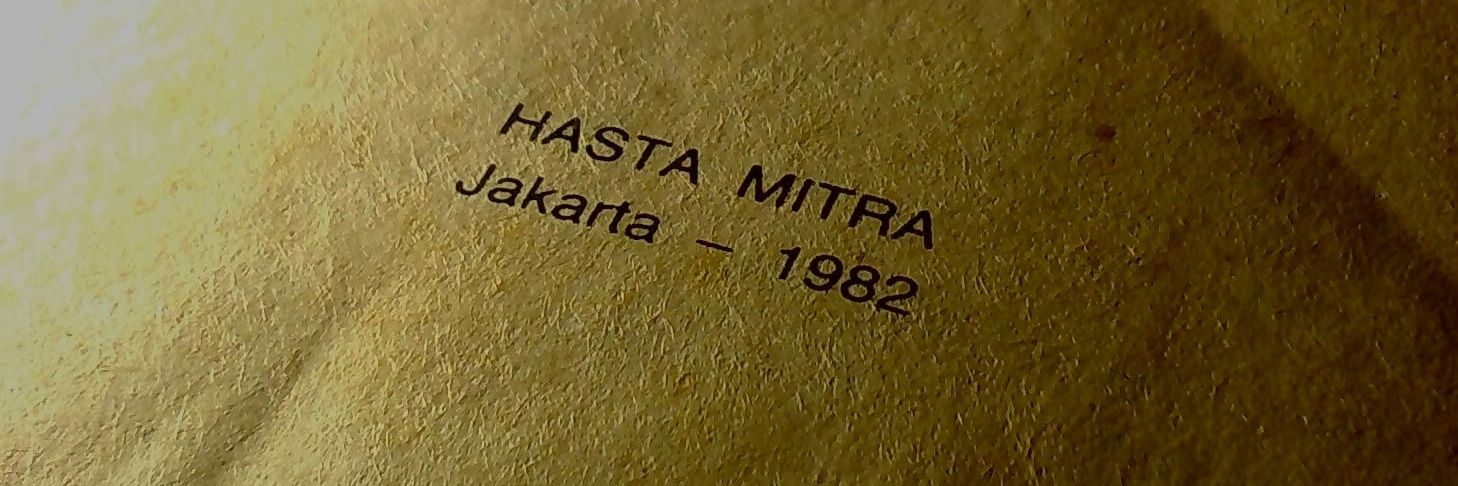 HASTA MITRA
Jakarta – 1982